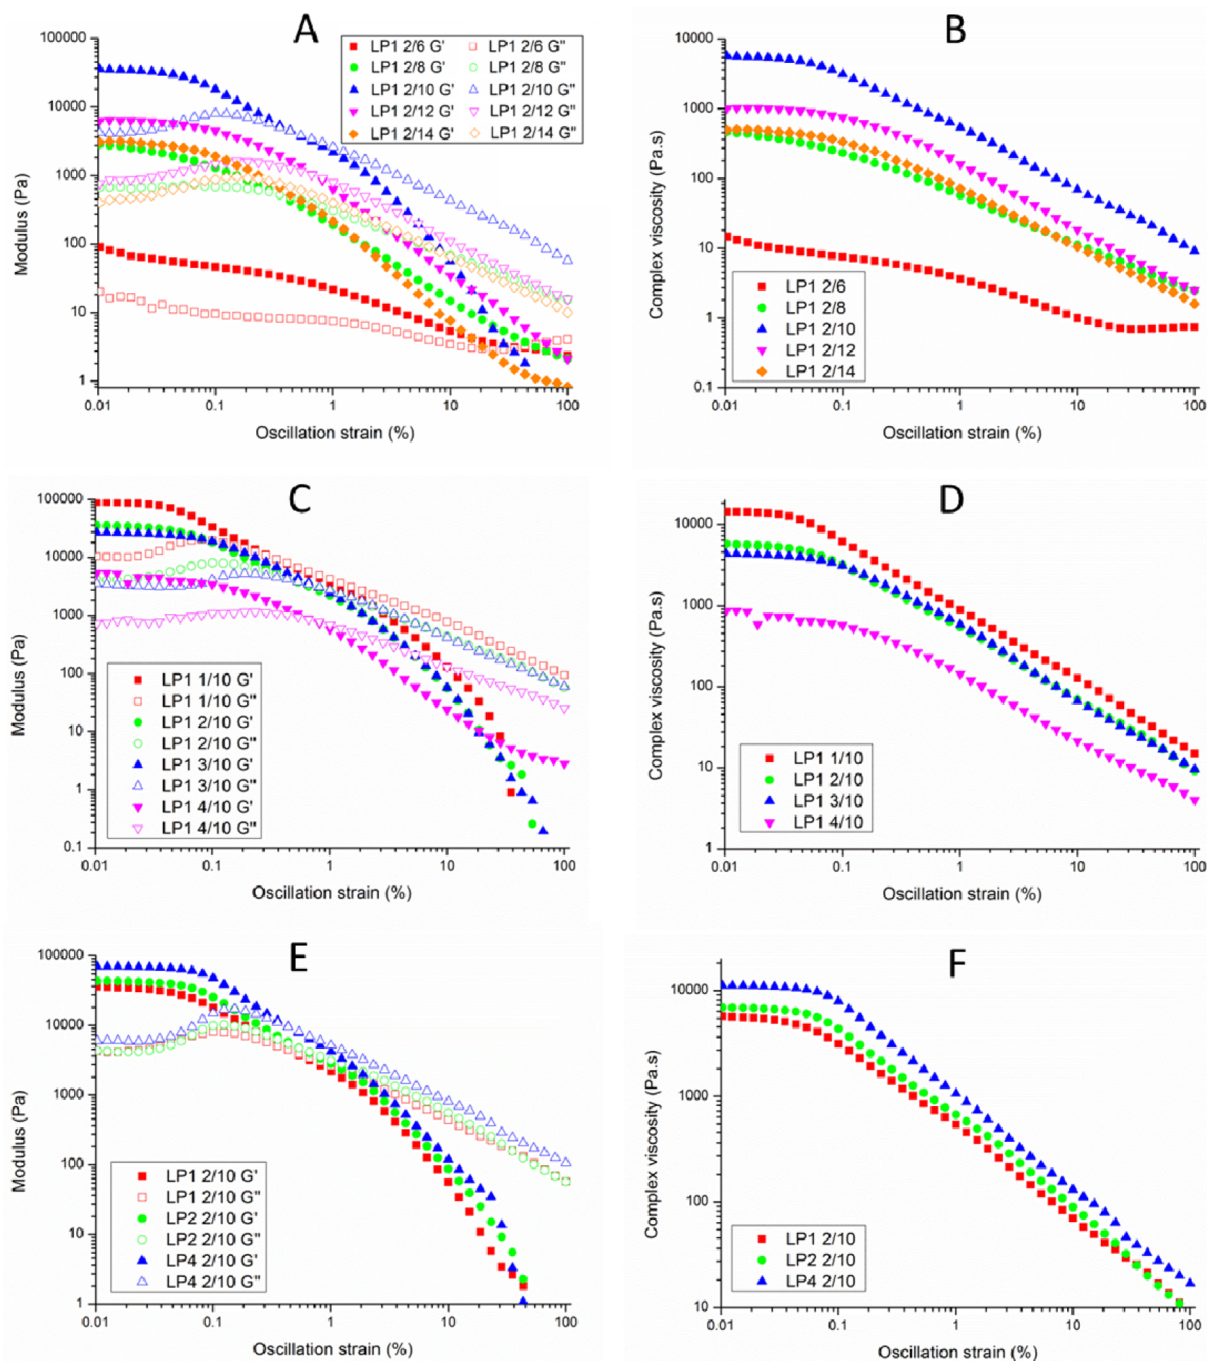 A
100000
10000
1000
100
10
1
Modulus (Pa)
LP1 2/6 G' LP1 2/6 G"
LP1 2/8 G' LP1 2/8 G"
LP1 2/10 G' LP1 2/10 G"
LP1 2/12 G' LP1 2/12 G"
LP1 2/14 G' LP1 2/14 G"
0.01 0.1 1 10 100
Oscillation strain (%)
B
10000
1000
100
10
1
0.1
Complex viscosity (Pa.s)
LP1 2/6
LP1 2/8
LP1 2/10
LP1 2/12
LP1 2/14
0.01 0.1 1 10 100
Oscillation strain (%)
C
100000
10000
1000
100
10
1
0.1
Modulus (Pa)
LP1 1/10 G'
LP1 1/10 G"
LP1 2/10 G'
LP1 2/10 G"
LP1 3/10 G'
LP1 3/10 G"
LP1 4/10 G'
LP1 4/10 G"
0.01 0.1 1 10 100
Oscillation strain (%)
D
10000
1000
100
10
1
Complex viscosity (Pa.s)
LP1 1/10
LP1 2/10
LP1 3/10
LP1 4/10
0.01 0.1 1 10 100
Oscillation strain (%)
E
100000
10000
1000
100
10
1
Modulus (Pa)
LP1 2/10 G'
LP1 2/10 G"
LP2 2/10 G'
LP2 2/10 G"
LP4 2/10 G'
LP4 2/10 G"
0.01 0.1 1 10 100
Oscillation strain (%)
F
10000
1000
100
10
Complex viscosity (Pa.s)
LP1 2/10
LP2 2/10
LP4 2/10
0.01 0.1 1 10 100
Oscillation strain (%)